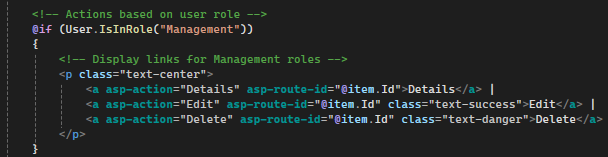 <!-- Actions based on user role -->
@if (User.IsInRole("Management"))
{
<!-- Display links for Management roles -->
<p class="text-center">
<a asp-action="Details" asp-route-id="@item.Id">Details</a> |
<a asp-action="Edit" asp-route-id="@item.Id" class="text-success">Edit</a> |
<a asp-action="Delete" asp-route-id="@item.Id" class="text-danger">Delete</a>
</p>
}